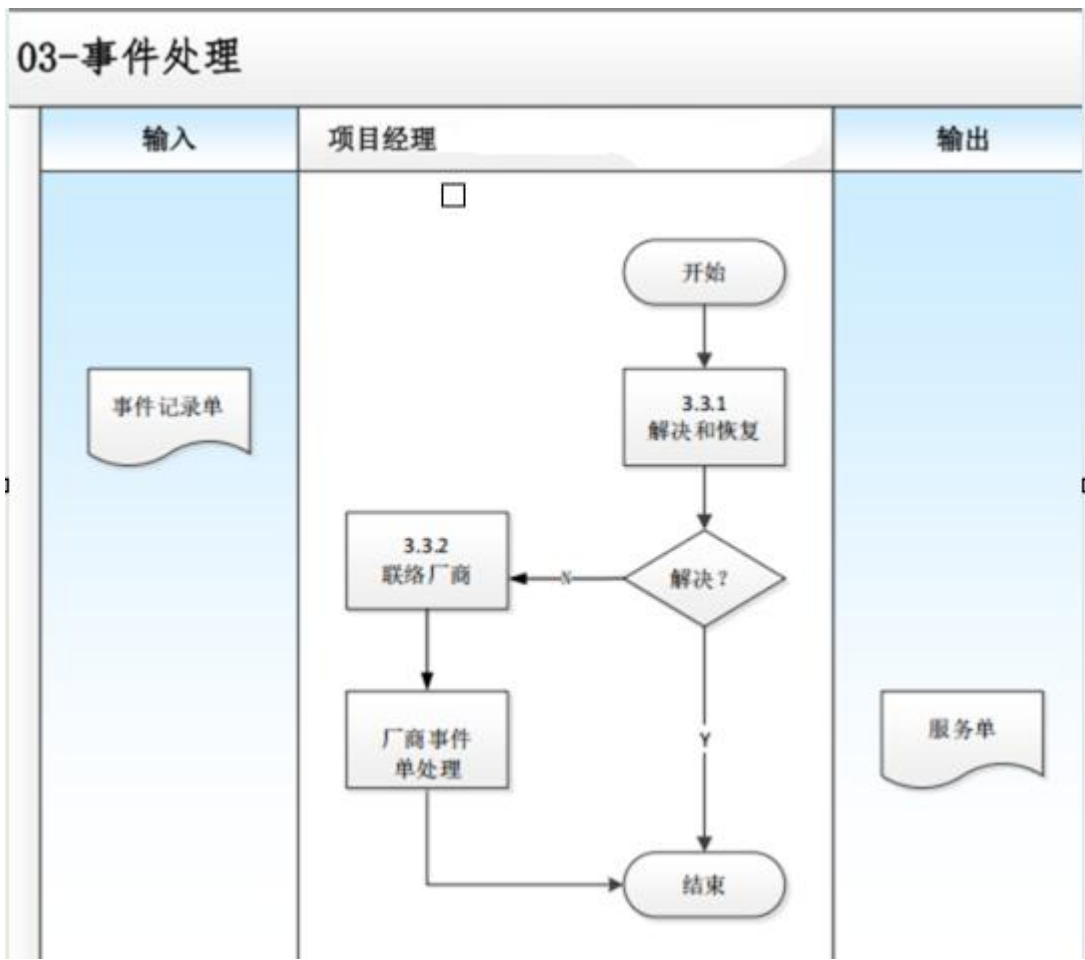 03-事件处理
输入
项目经理
输出
开始
事件记录单
3.3.1
解决和恢复
3.3.2
联络厂商
N
解决?
厂商事件
单处理
Y
服务单
结束